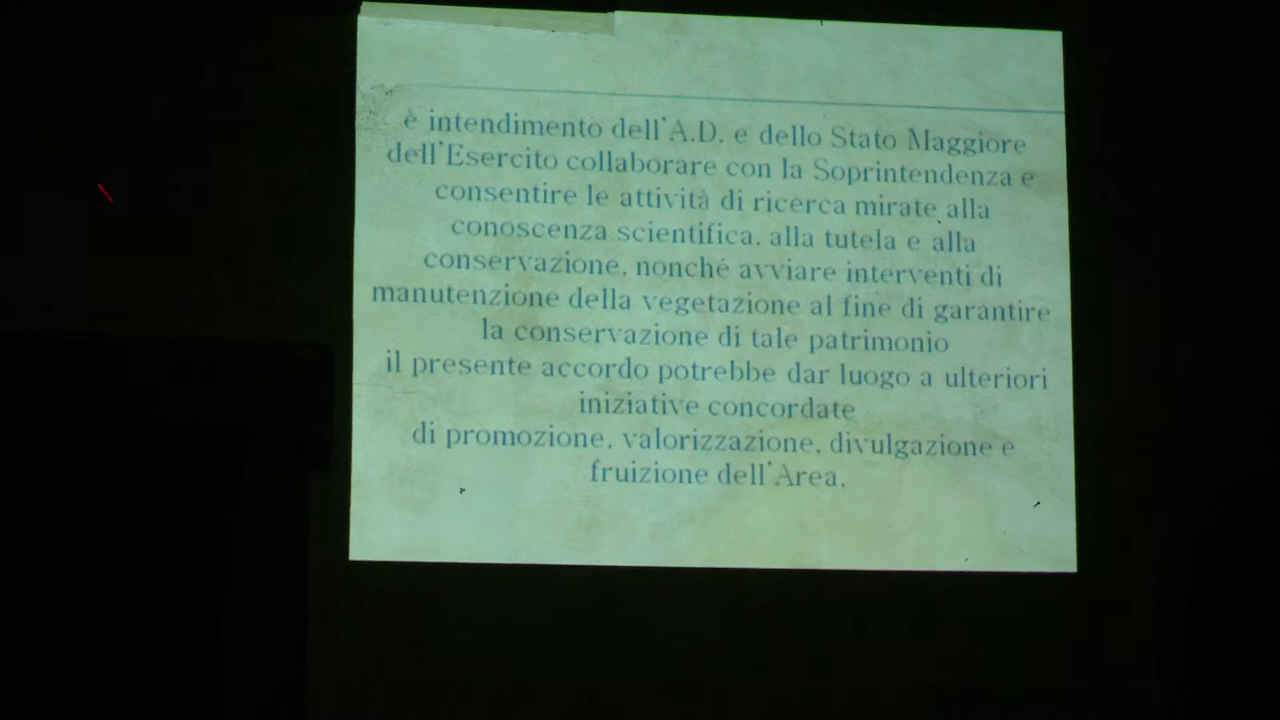 è intendimento dell'A.D. e dello Stato Maggiore
dell'Esercito collaborare con la Soprintendenza e
consentire le attività di ricerca mirate alla
conoscenza scientifica, alla tutela e alla
conservazione, nonché avviare interventi di
manutenzione della vegetazione al fine di garantire
la conservazione di tale patrimonio
il presente accordo potrebbe dar luogo a ulteriori
iniziative concordate
di promozione, valorizzazione, divulgazione e
fruizione dell'Area.